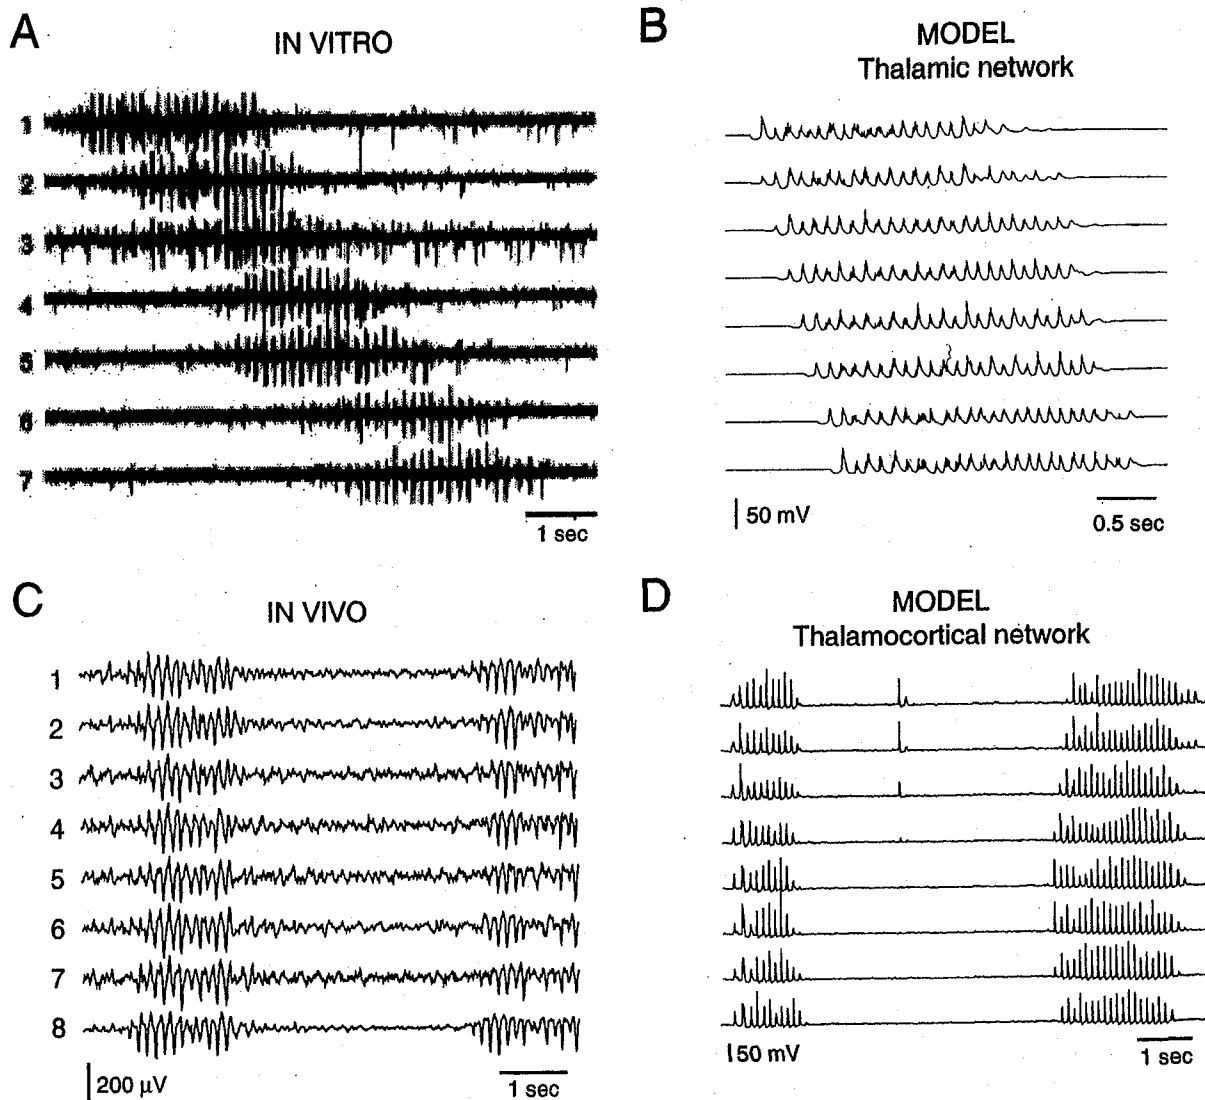 A
IN VITRO
1
2
3
4
5
6
7
1 sec
B
MODEL
Thalamic network
50 mV
0.5 sec
C
IN VIVO
1
2
3
4
5
6
7
8
200 μV
1 sec
D
MODEL
Thalamocortical network
50 mV
1 sec